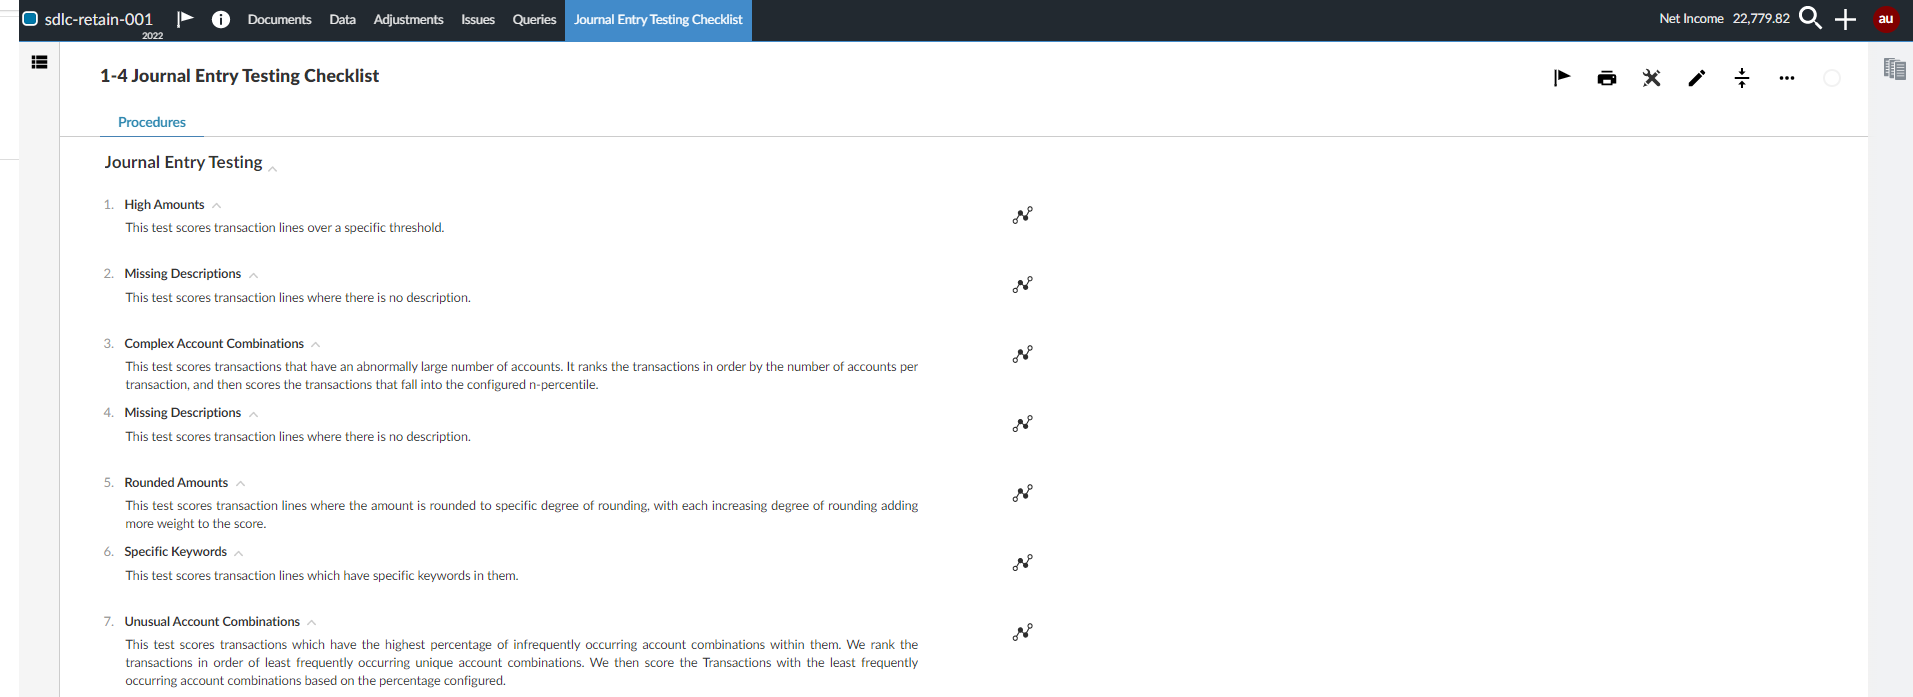 sdlc-retain-001
2022
Documents
Data
Adjustments
Issues
Queries
Journal Entry Testing Checklist
Net Income 22,779.82
au
1-4 Journal Entry Testing Checklist
Procedures
Journal Entry Testing
1. High Amounts
This test scores transaction lines over a specific threshold.
2. Missing Descriptions
This test scores transaction lines where there is no description.
3. Complex Account Combinations
This test scores transactions that have an abnormally large number of accounts. It ranks the transactions in order by the number of accounts per
transaction, and then scores the transactions that fall into the configured n-percentile.
4. Missing Descriptions
This test scores transaction lines where there is no description.
5. Rounded Amounts
This test scores transaction lines where the amount is rounded to specific degree of rounding, with each increasing degree of rounding adding
more weight to the score.
6. Specific Keywords
This test scores transaction lines which have specific keywords in them.
7. Unusual Account Combinations
This test scores transactions which have the highest percentage of infrequently occurring account combinations within them. We rank the
transactions in order of least frequently occurring unique account combinations. We then score the Transactions with the least frequently
occurring account combinations based on the percentage configured.